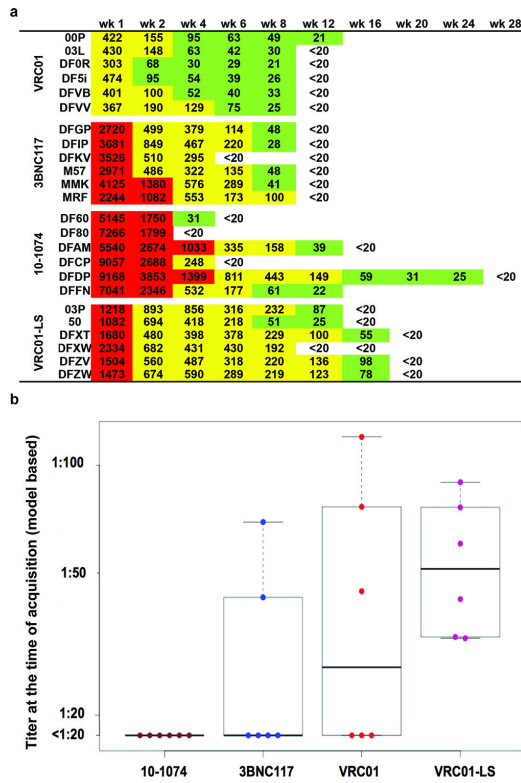 a
wk 1 wk 2 wk 4 wk 6 wk 8 wk 12 wk 16 wk 20 wk 24 wk 28
VRC01
00P 422 155 95 63 49 21
03L 430 148 63 42 30 <20
DF0R 303 68 30 29 21 <20
DF5i 474 95 54 39 26 <20
DFVB 401 100 52 40 33 <20
DFVV 367 190 129 75 25 <20
3BNC117
DFGP 2720 499 379 114 48 <20
DFIP 3681 849 467 220 28 <20
DFKV 3526 510 295 <20 <20
M57 2971 486 322 135 48 <20
MMK 4125 1380 576 289 41 <20
MRF 2244 1082 553 173 100 <20
10-1074
DF60 5145 1750 31 <20
DF80 7266 1799 <20
DFAM 5540 2674 1033 335 158 39 <20
DFCP 9057 2688 248 <20
DFDP 9168 3853 1399 811 443 149 59 31 25 <20
DFFN 7041 2346 532 177 61 22
VRC01-LS
03P 1218 893 856 316 232 87 <20
50 1082 694 418 218 51 25 <20
DFXT 1680 480 398 378 229 100 55 <20
DFXW 2334 682 431 430 192 <20 <20
DFZV 1504 560 487 318 220 136 98 <20
DFZW 1473 674 590 289 219 123 78 <20
b
Titer at the time of acquisition (model based)
1:100
1:50
1:20
<1:20
10-1074 3BNC117 VRC01 VRC01-LS